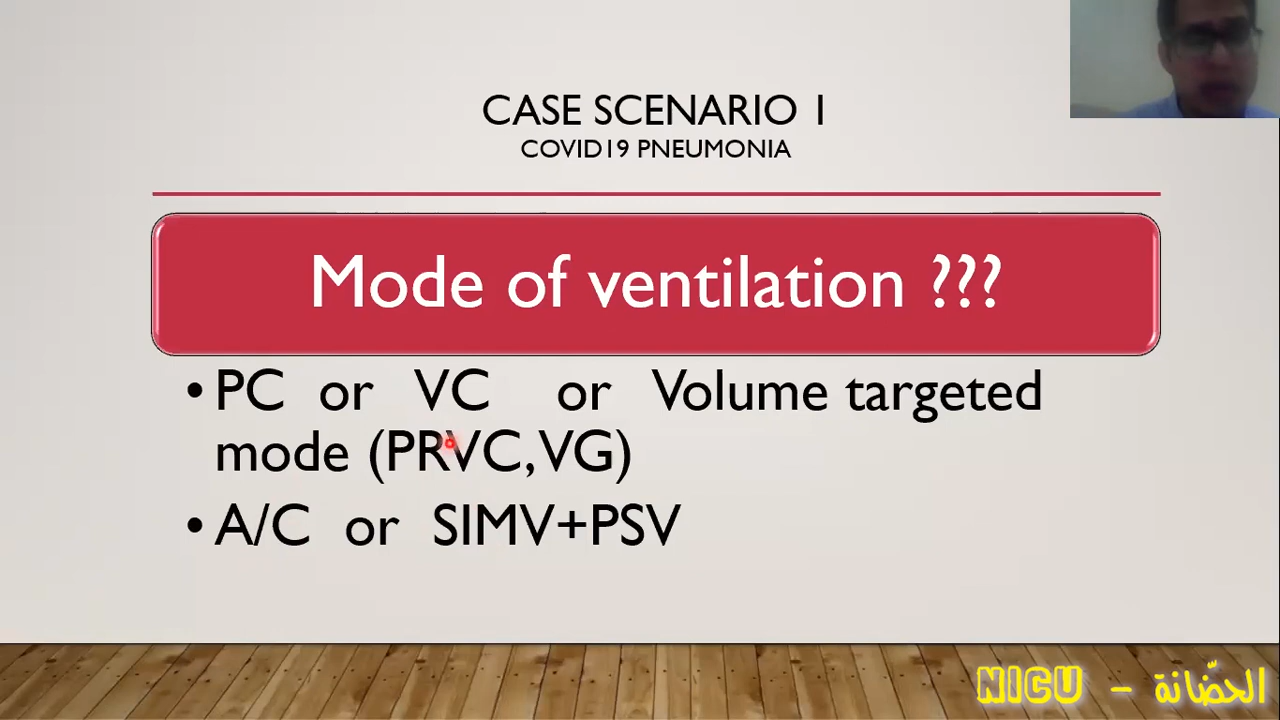 CASE SCENARIO 1
COVID19 PNEUMONIA
Mode of ventilation ???
•PC or VC or Volume targeted
mode (PRVC,VG)
•A/C or SIMV+PSV
NICU - الحضّانة